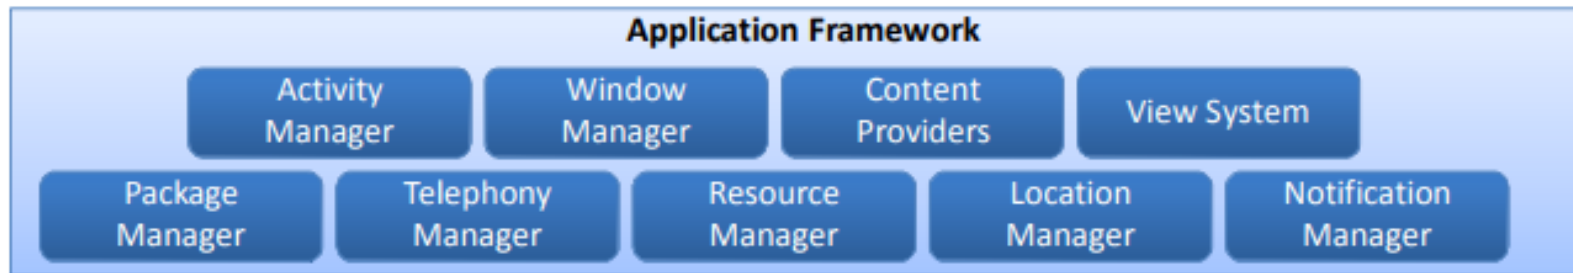 Application Framework
Activity
Manager
Window
Manager
Content
Providers
View System
Package
Manager
Telephony
Manager
Resource
Manager
Location
Manager
Notification
Manager